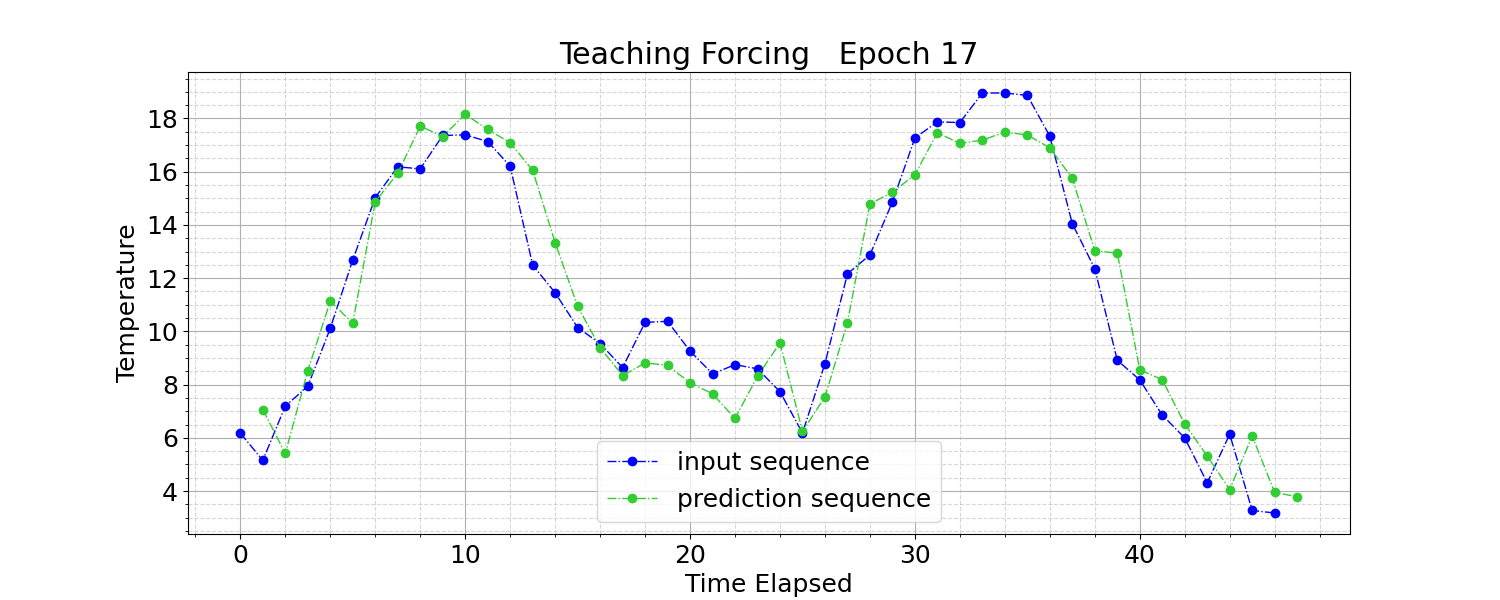 Teaching Forcing   Epoch 17
18
16
14
12
10
8
6
4
Temperature
input sequence
prediction sequence
0 10 20 30 40
Time Elapsed